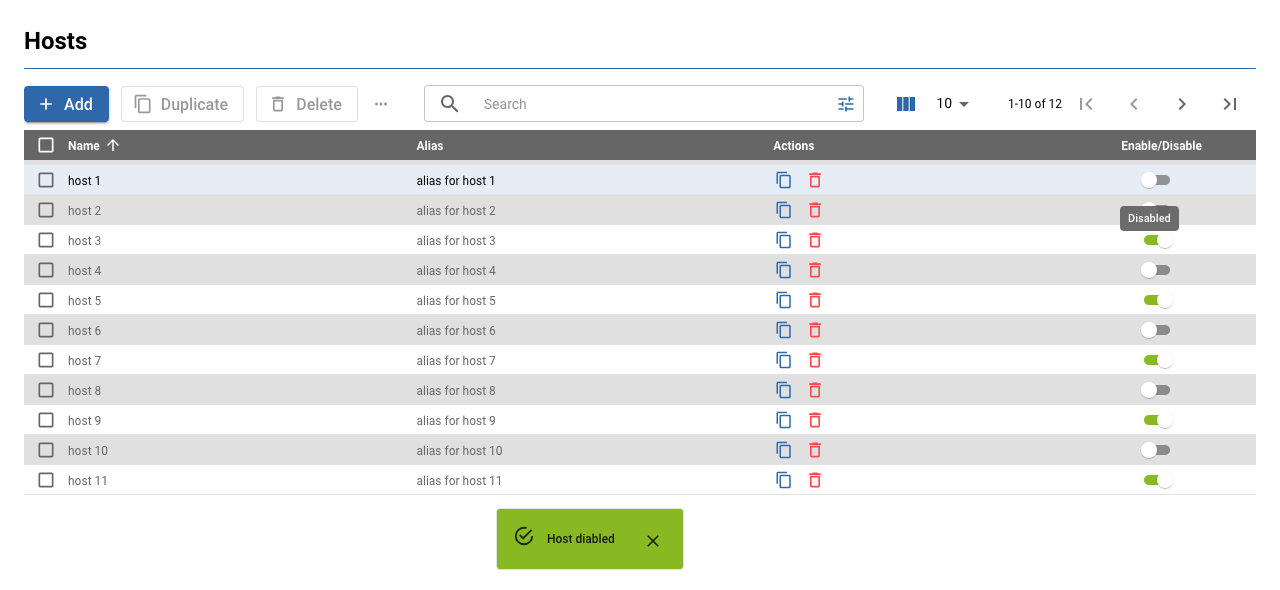 Hosts
Add Duplicate Delete ... Search 10 1-10 of 12
Name Alias Actions Enable/Disable
host 1 alias for host 1
host 2 alias for host 2
Disabled
host 3 alias for host 3
host 4 alias for host 4
host 5 alias for host 5
host 6 alias for host 6
host 7 alias for host 7
host 8 alias for host 8
host 9 alias for host 9
host 10 alias for host 10
host 11 alias for host 11
Host diabled